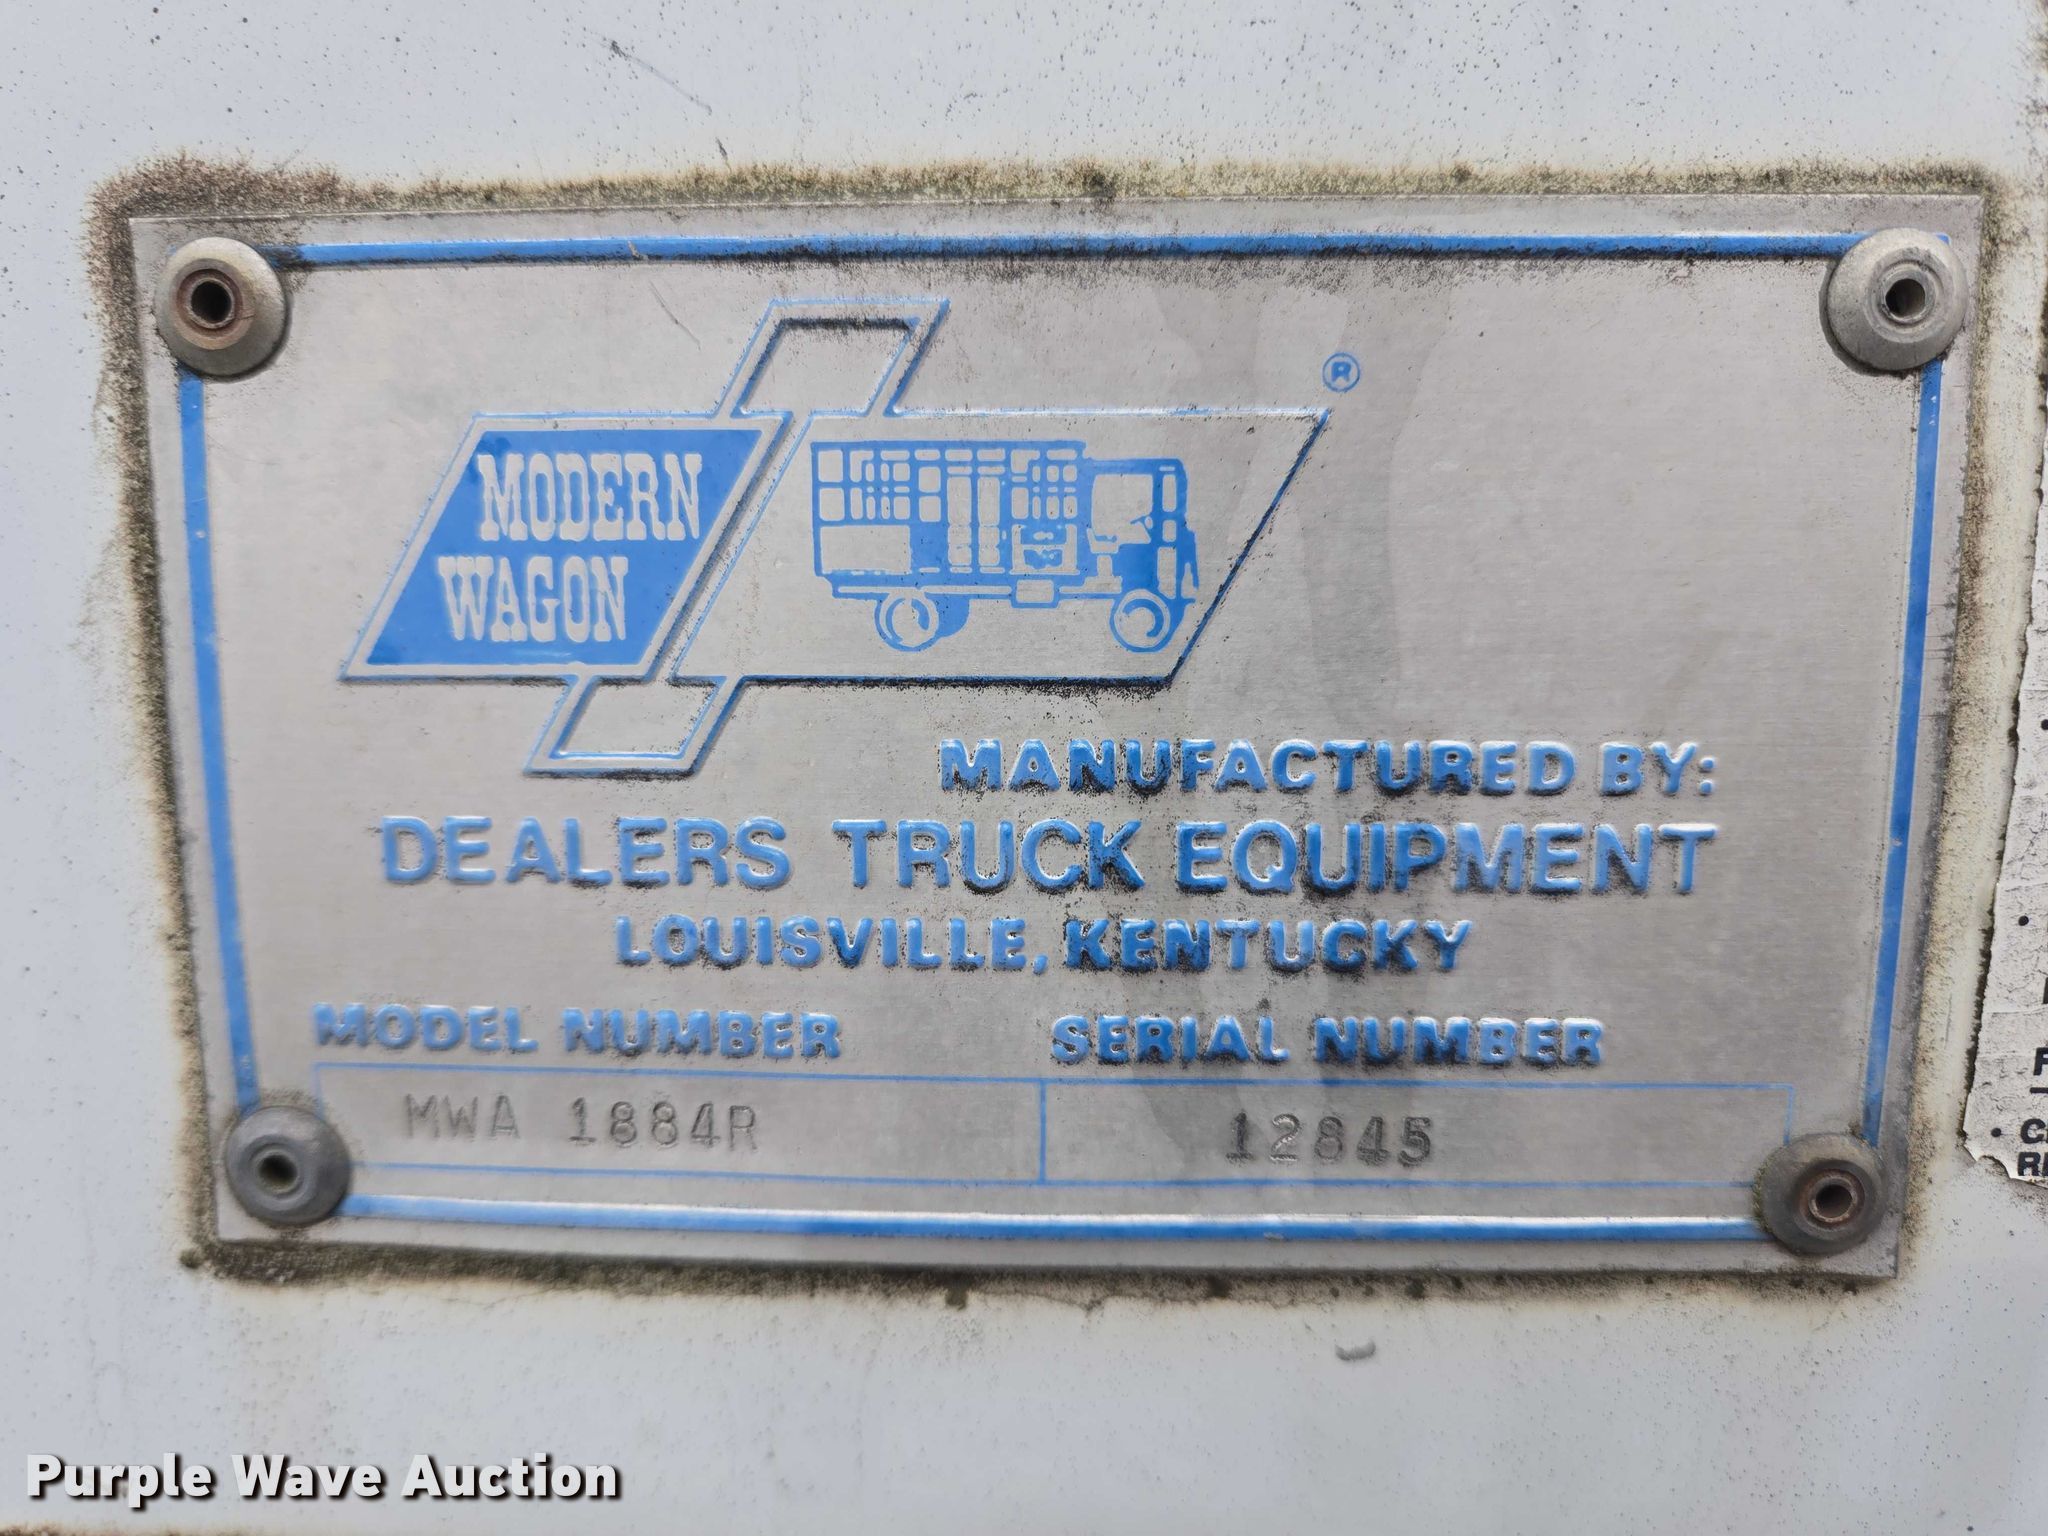 MODERN
WAGON
®
MANUFACTURED BY:
DEALERS TRUCK EQUIPMENT
LOUISVILLE, KENTUCKY
MODEL NUMBER SERIAL NUMBER
MWA 1884R 12845
Purple Wave Auction